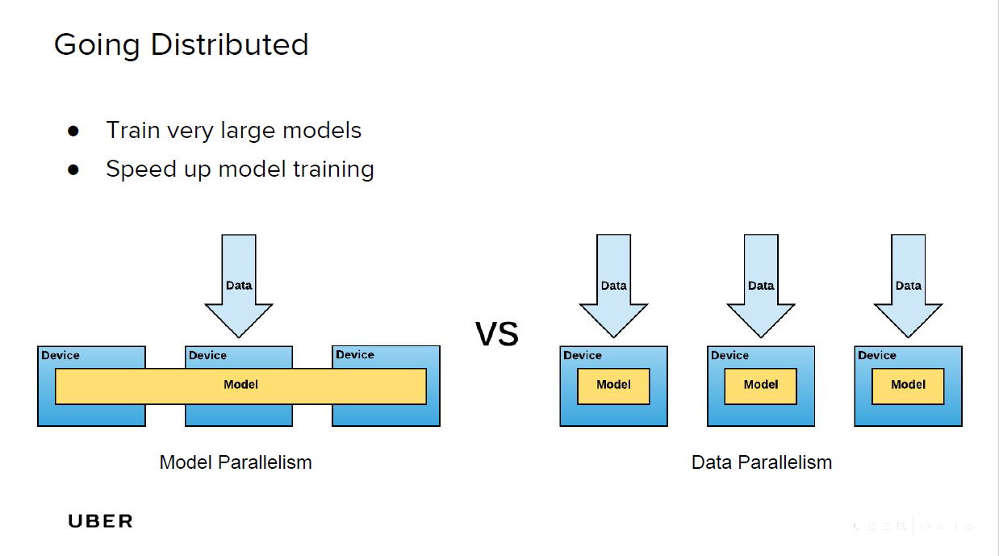 Going Distributed
● Train very large models
● Speed up model training
Data
Device
Device
Device
Model
Model Parallelism
vs
Data
Data
Data
Device
Device
Device
Model
Model
Model
Data Parallelism
UBER
UBER | DATA